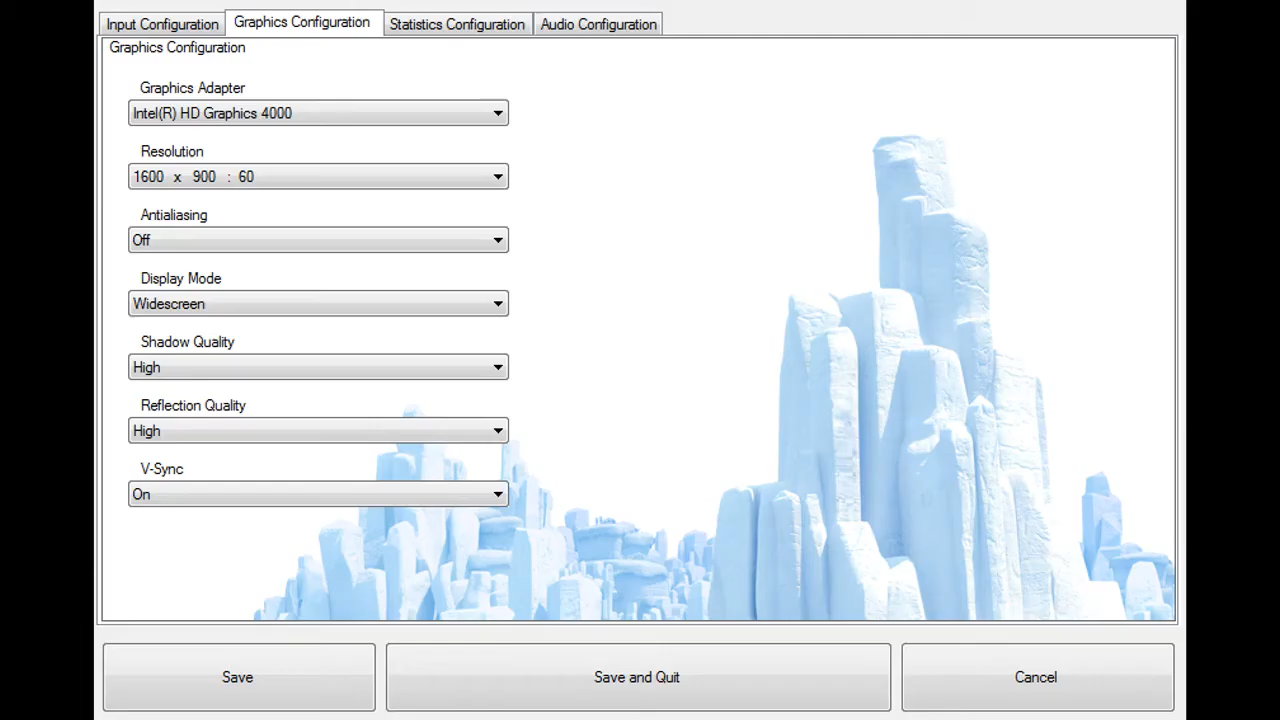 Input Configuration
Graphics Configuration
Statistics Configuration
Audio Configuration
Graphics Configuration
Graphics Adapter
Intel(R) HD Graphics 4000
Resolution
1600 x 900 : 60
Antialiasing
Off
Display Mode
Widescreen
Shadow Quality
High
Reflection Quality
High
V-Sync
On
Save
Save and Quit
Cancel